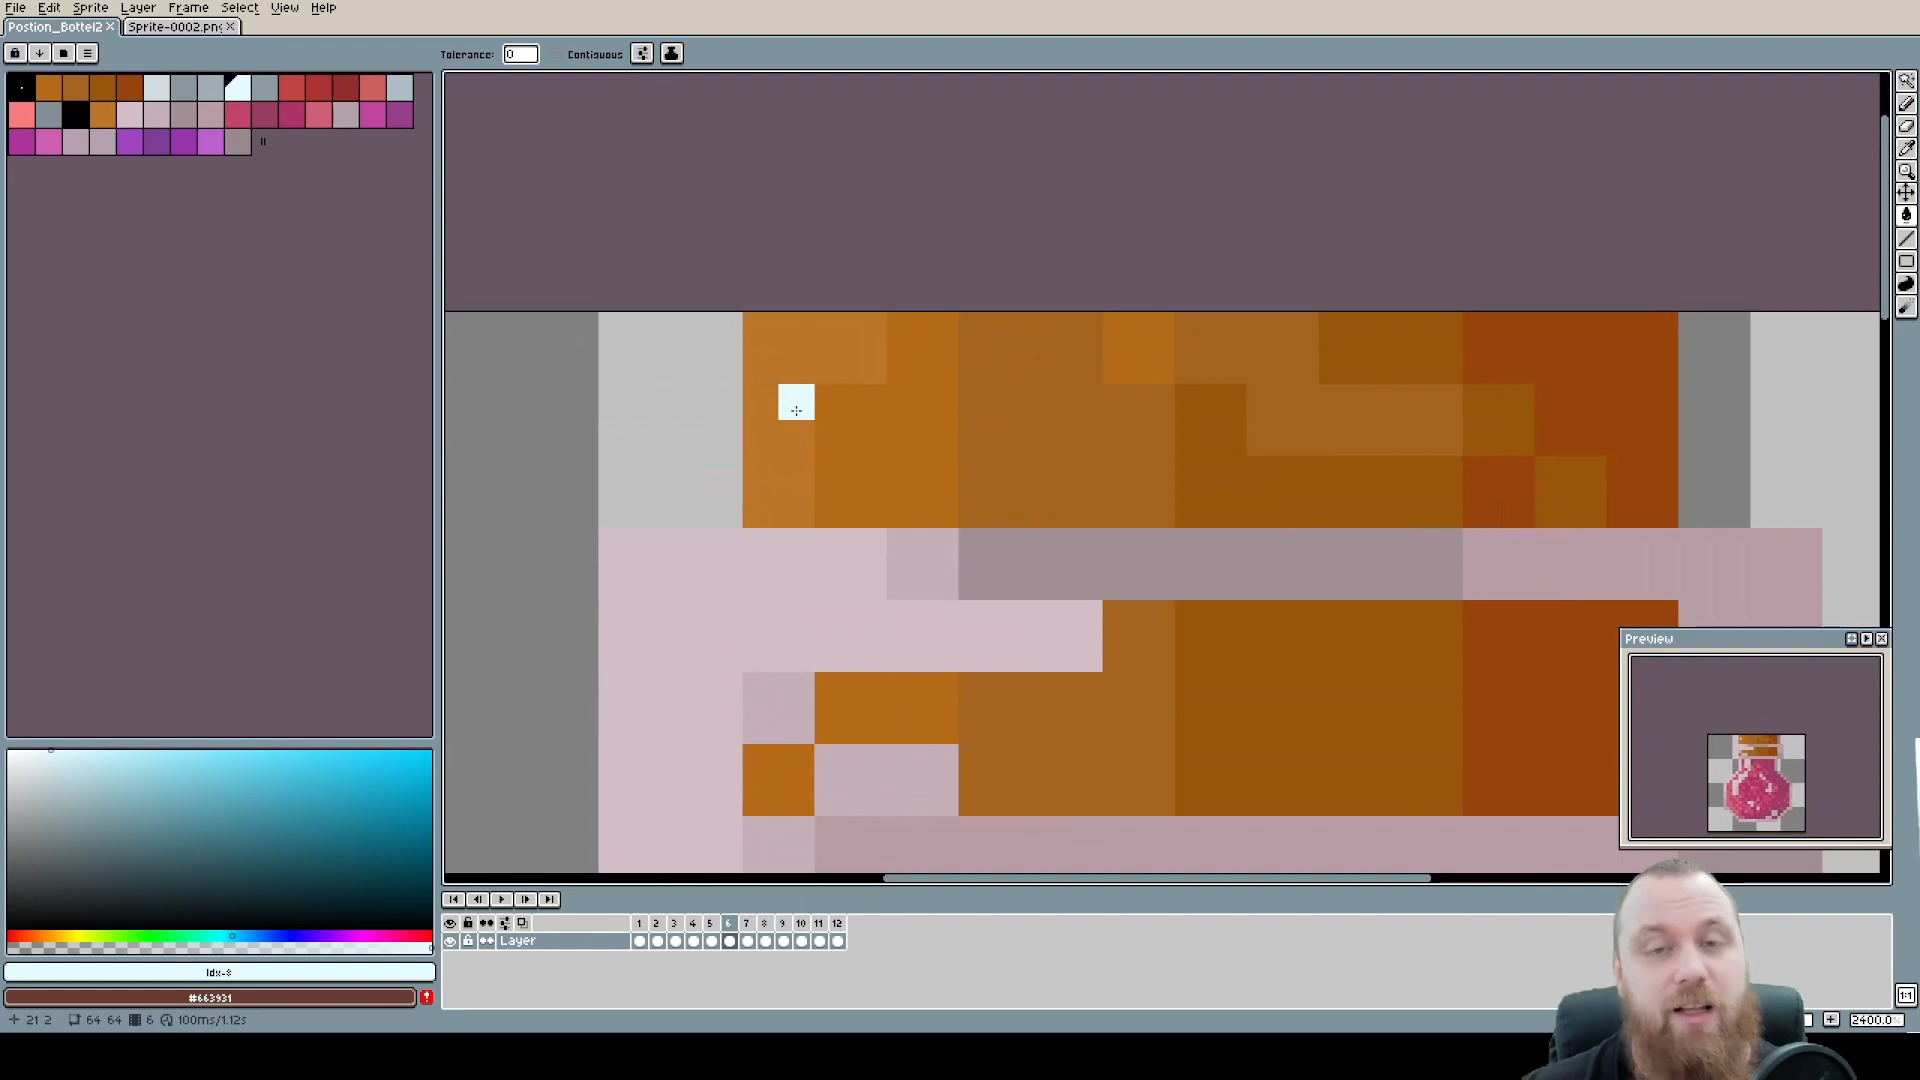 File Edit Sprite Layer Frame Select View Help
Postion_Bottel2 Sprite-0002.png
Tolerance: 0 Contiguous
Preview
1 2 3 4 5 6 7 8 9 10 11 12
Layer
Idx-8
#663931
21 2 64 64 6 100ms/1.12s
1:1
2400.0